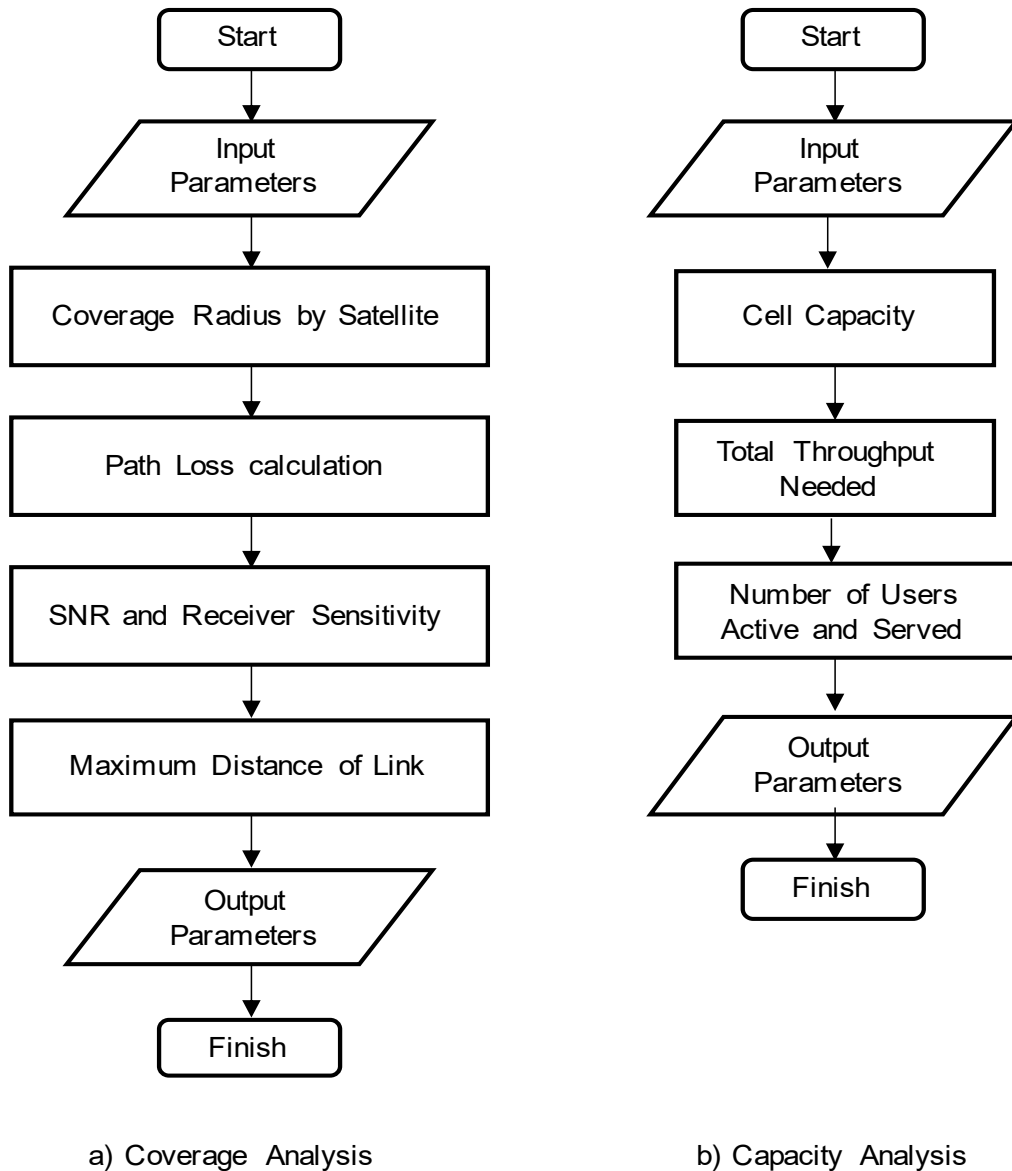 Start
Input
Parameters
Coverage Radius by Satellite
Path Loss calculation
SNR and Receiver Sensitivity
Maximum Distance of Link
Output
Parameters
Finish
a) Coverage Analysis
Start
Input
Parameters
Cell Capacity
Total Throughput
Needed
Number of Users
Active and Served
Output
Parameters
Finish
b) Capacity Analysis